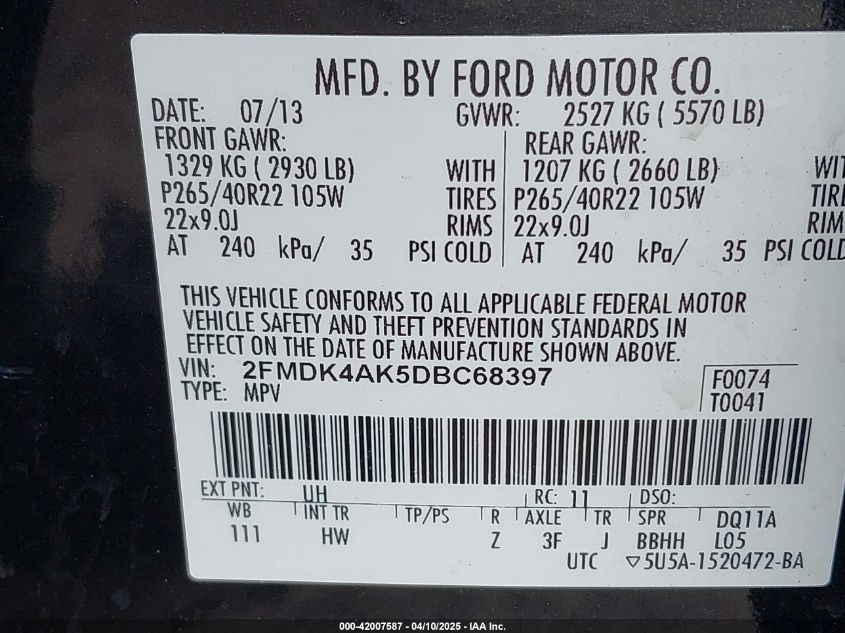 MFD. BY FORD MOTOR CO.
DATE: 07/13 GVWR: 2527 KG ( 5570 LB)
FRONT GAWR: REAR GAWR:
1329 KG ( 2930 LB) WITH 1207 KG ( 2660 LB) WIT
P265/40R22 105W TIRES P265/40R22 105W TIRE
22x9.0J RIMS 22x9.0J RIM
AT 240 kPa/ 35 PSI COLD AT 240 kPa/ 35 PSI COLD
THIS VEHICLE CONFORMS TO ALL APPLICABLE FEDERAL MOTOR
VEHICLE SAFETY AND THEFT PREVENTION STANDARDS IN
EFFECT ON THE DATE OF MANUFACTURE SHOWN ABOVE.
VIN: 2FMDK4AK5DBC68397 F0074
TYPE: MPV T0041
EXT PNT: UH RC: 11 DSO:
WB INT TR TP/PS R AXLE TR SPR DQ11A
111 HW Z 3F J BBHH L05
UTC ▽5U5A-1520472-BA
000-42007587 - 04/10/2025 - IAA Inc.